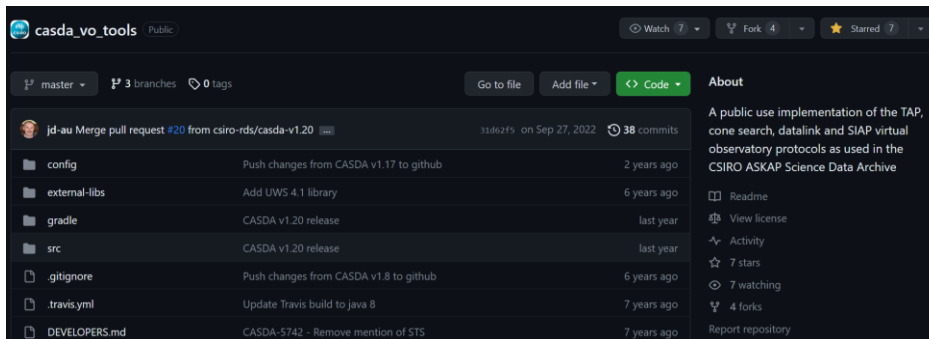 casda_vo_tools Public Watch 7 Fork 4 Starred 7
master 3 branches 0 tags Go to file Add file <> Code
About
A public use implementation of the TAP,
cone search, datalink and SIAP virtual
observatory protocols as used in the
CSIRO ASKAP Science Data Archive
Readme
View license
Activity
7 stars
7 watching
4 forks
Report repository
jd-au Merge pull request #20 from csiro-rds/casda-v1.20 ... 31d62f5 on Sep 27, 2022 38 commits
config Push changes from CASDA v1.17 to github 2 years ago
external-libs Add UWS 4.1 library 6 years ago
gradle CASDA v1.20 release last year
src CASDA v1.20 release last year
.gitignore Push changes from CASDA v1.8 to github 6 years ago
.travis.yml Update Travis build to java 8 7 years ago
DEVELOPERS.md CASDA-5742 - Remove mention of STS 7 years ago